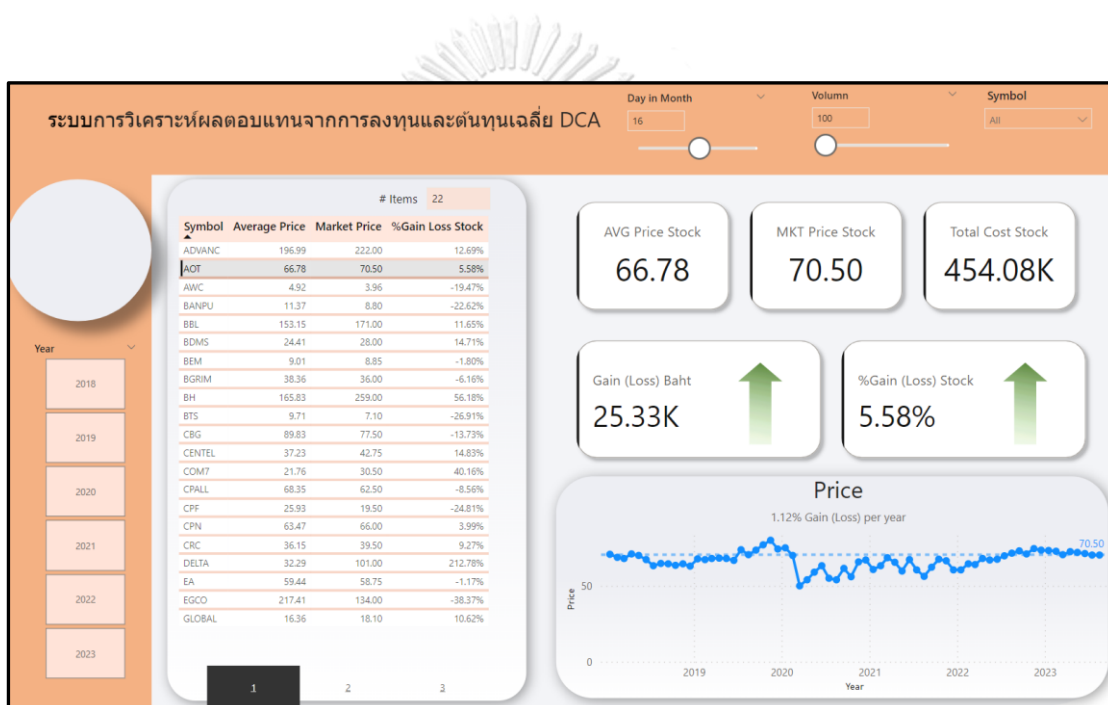 ระบบการวิเคราะห์ผลตอบแทนจากการลงทุนและต้นทุนเฉลี่ย DCA
Day in Month
16
Volumn
100
Symbol
All
Year
2018
2019
2020
2021
2022
2023
# Items 22
Symbol Average Price Market Price %Gain Loss Stock
ADVANC 196.99 222.00 12.69%
AOT 66.78 70.50 5.58%
AWC 4.92 3.96 -19.47%
BANPU 11.37 8.80 -22.62%
BBL 153.15 171.00 11.65%
BDMS 24.41 28.00 14.71%
BEM 9.01 8.85 -1.80%
BGRIM 38.36 36.00 -6.16%
BH 165.83 259.00 56.18%
BTS 9.71 7.10 -26.91%
CBG 89.83 77.50 -13.73%
CENTEL 37.23 42.75 14.83%
COM7 21.76 30.50 40.16%
CPALL 68.35 62.50 -8.56%
CPF 25.93 19.50 -24.81%
CPN 63.47 66.00 3.99%
CRC 36.15 39.50 9.27%
DELTA 32.29 101.00 212.78%
EA 59.44 58.75 -1.17%
EGCO 217.41 134.00 -38.37%
GLOBAL 16.36 18.10 10.62%
1 2 3
AVG Price Stock
66.78
MKT Price Stock
70.50
Total Cost Stock
454.08K
Gain (Loss) Baht
25.33K
%Gain (Loss) Stock
5.58%
Price
1.12% Gain (Loss) per year
70.50
Price
50
0
2019 2020 2021 2022 2023
Year